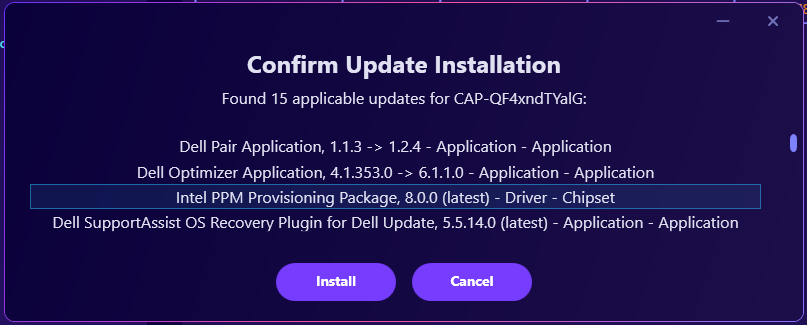 Confirm Update Installation
Found 15 applicable updates for CAP-QF4xndTYalG:
Dell Pair Application, 1.1.3 -> 1.2.4 - Application - Application
Dell Optimizer Application, 4.1.353.0 -> 6.1.1.0 - Application - Application
Intel PPM Provisioning Package, 8.0.0 (latest) - Driver - Chipset
Dell SupportAssist OS Recovery Plugin for Dell Update, 5.5.14.0 (latest) - Application - Application
Install
Cancel